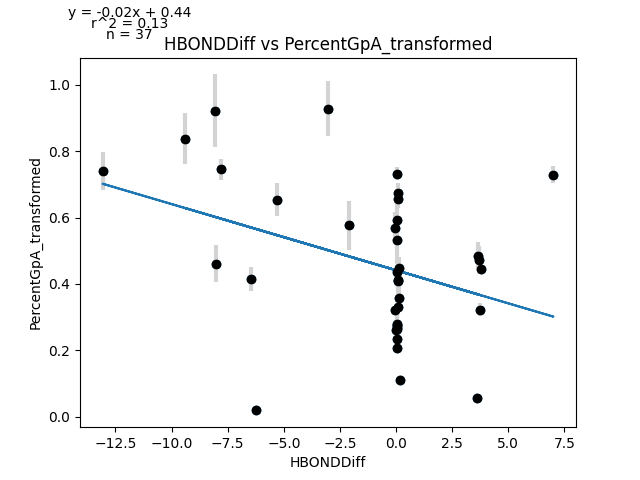 y = -0.02x + 0.44
r^2 = 0.13
n = 37
HBONDDiff vs PercentGpA_transformed
PercentGpA_transformed
1.0
0.8
0.6
0.4
0.2
0.0
−12.5 −10.0 −7.5 −5.0 −2.5 0.0 2.5 5.0 7.5
HBONDDiff